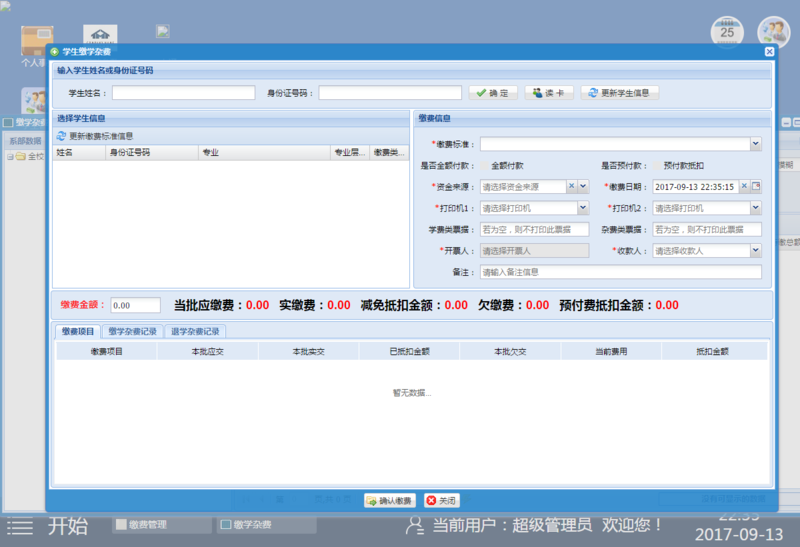 25
个人事
学生缴学杂费
输入学生姓名或身份证号码
学生姓名：
身份证号码：
确 定
读 卡
更新学生信息
缴学杂费
系部数据
全校
选择学生信息
更新缴费标准信息
姓名 身份证号码 专业 专业层... 缴费类...
缴费信息
*缴费标准：
是否全额付款： 全额付款 是否预付款： 预付款抵扣
*资金来源： 请选择资金来源 *缴费日期： 2017-09-13 22:35:15
*打印机1： 请选择打印机 *打印机2： 请选择打印机
学费类票据： 若为空，则不打印此票据 杂费类票据： 若为空，则不打印此票据
*开票人： 请选择开票人 *收款人： 请选择收款人
备注： 请输入备注信息
缴费金额： 0.00 当批应缴费：0.00 实缴费：0.00 减免抵扣金额：0.00 欠缴费：0.00 预付费抵扣金额：0.00
缴费项目 缴学杂费记录 退学杂费记录
缴费项目 本批应交 本批实交 已抵扣金额 本批欠交 当前费用 抵扣金额
暂无数据...
确认缴费 关闭
开始 缴费管理 缴学杂费 当前用户：超级管理员 欢迎您！
22:35
2017-09-13